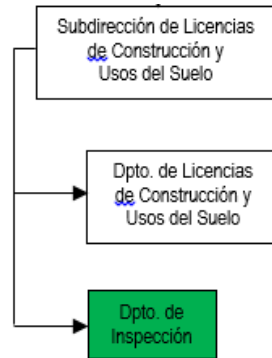 Subdirección de Licencias
de Construcción y
Usos del Suelo
Dpto. de Licencias
de Construcción y
Usos del Suelo
Dpto. de
Inspección